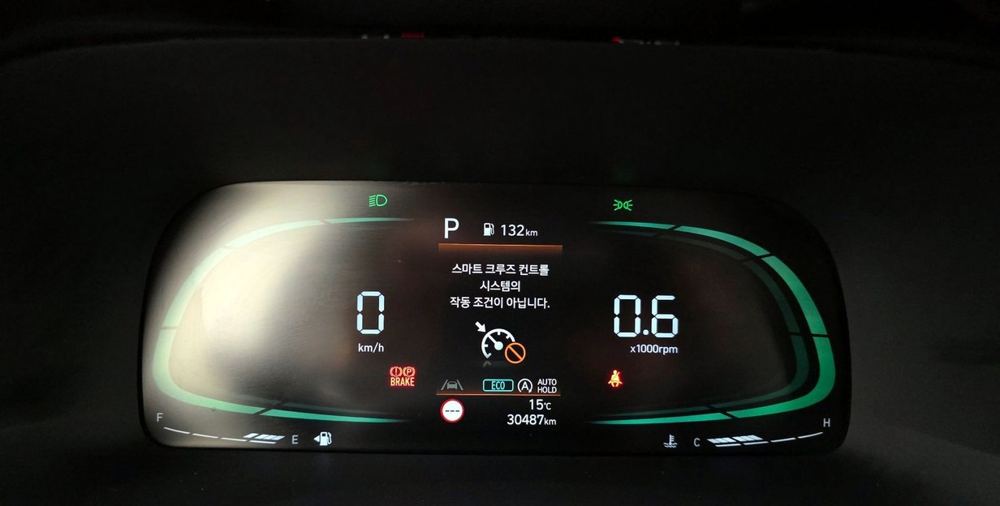 P 132km
스마트 크루즈 컨트롤
시스템의
작동 조건이 아닙니다.
0
km/h
0.6
x1000rpm
BRAKE
ECO A AUTO HOLD
15℃
30487km
F E
C H